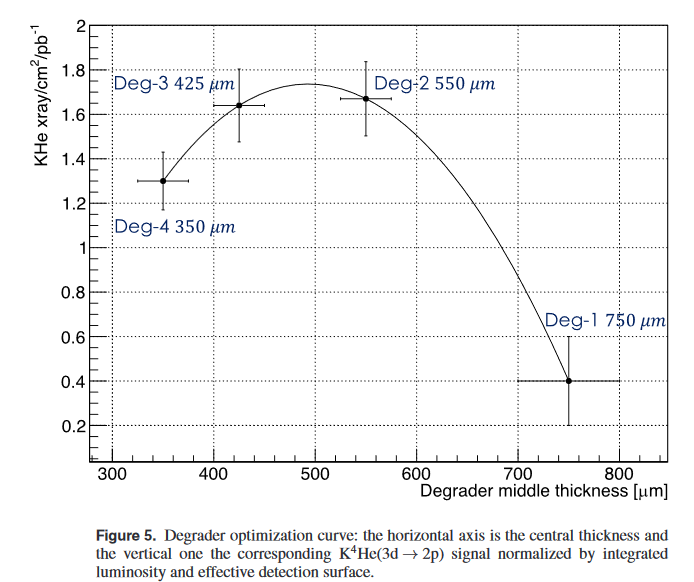 KHe xray/cm²/pb⁻¹
2
1.8
1.6
1.4
1.2
1
0.8
0.6
0.4
0.2
Deg-3 425 μm
Deg-2 550 μm
Deg-4 350 μm
Deg-1 750 μm
300 400 500 600 700 800
Degrader middle thickness [μm]
Figure 5. Degrader optimization curve: the horizontal axis is the central thickness and
the vertical one the corresponding K⁴He(3d → 2p) signal normalized by integrated
luminosity and effective detection surface.